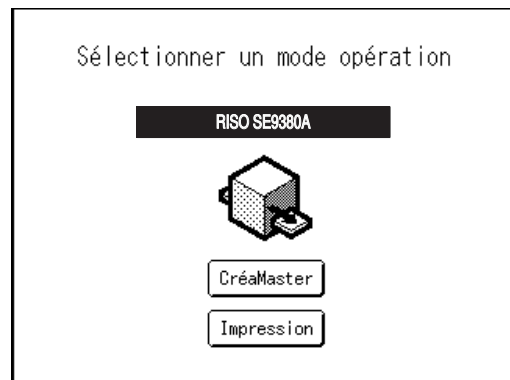 Sélectionner un mode opération
RISO SE9380A
CréaMaster
Impression